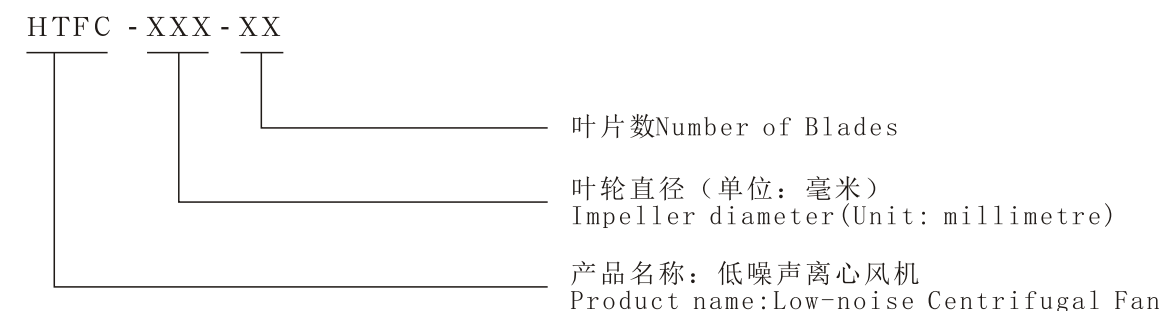 HTFC -XXX-XX
叶片数Number of Blades
叶轮直径（单位：毫米）
Impeller diameter(Unit: millimetre)
产品名称：低噪声离心风机
Product name:Low-noise Centrifugal Fan